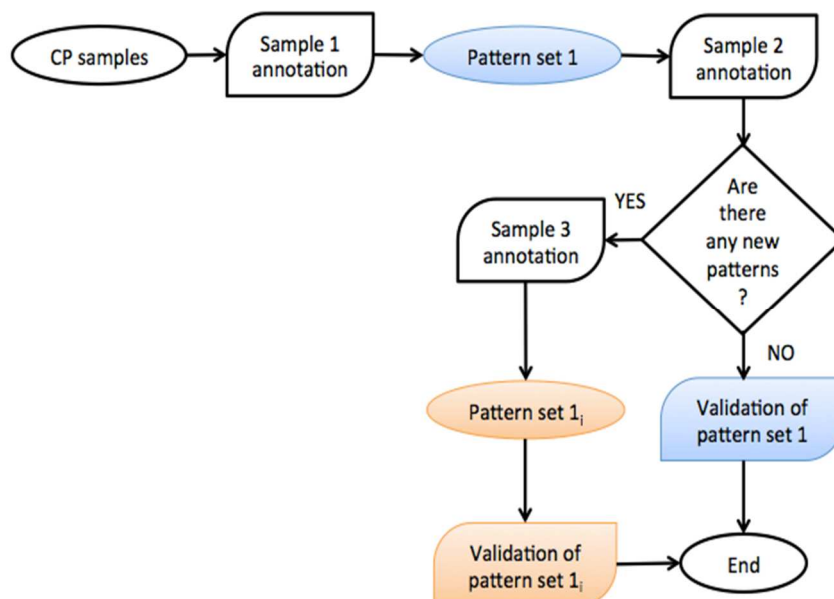 CP samples
Sample 1
annotation
Pattern set 1
Sample 2
annotation
Are
there
any new
patterns
?
YES
Sample 3
annotation
NO
Pattern set 1ᵢ
Validation of
pattern set 1
Validation of
pattern set 1ᵢ
End